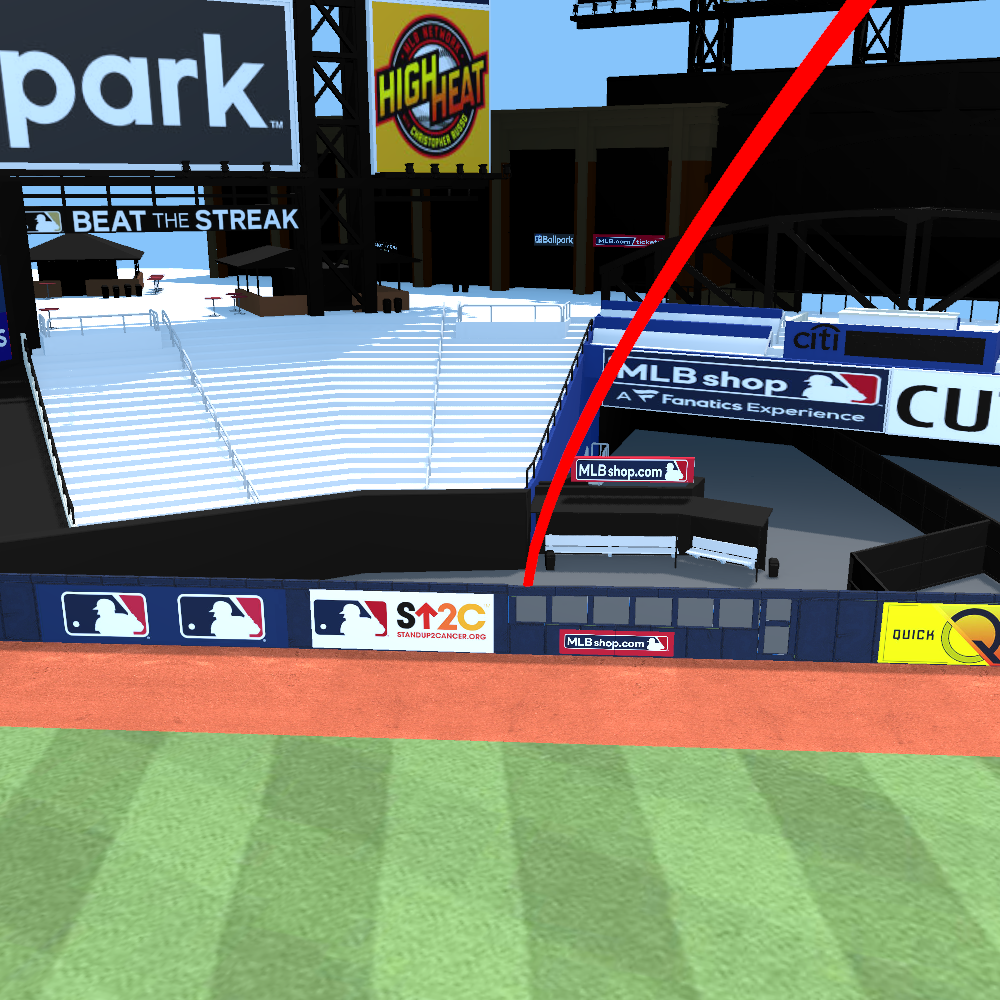 park™
MLB NETWORK
HIGH HEAT
CHRISTOPHER RUSSO
BEAT THE STREAK
Ballpark
MLB.com/tickets
citi
MLB shop
A Fanatics Experience
CU
MLBshop.com
S↑2C
STANDUP2CANCER.ORG
MLBshop.com
QUICK
S